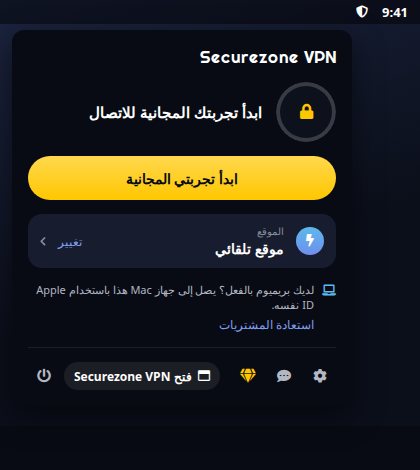 9:41
Securezone VPN
ابدأ تجربتك المجانية للاتصال
ابدأ تجربتي المجانية
الموقع
موقع تلقائي
تغيير
لديك بريميوم بالفعل؟ يصل إلى جهاز Mac هذا باستخدام Apple
ID نفسه.
استعادة المشتريات
فتح Securezone VPN